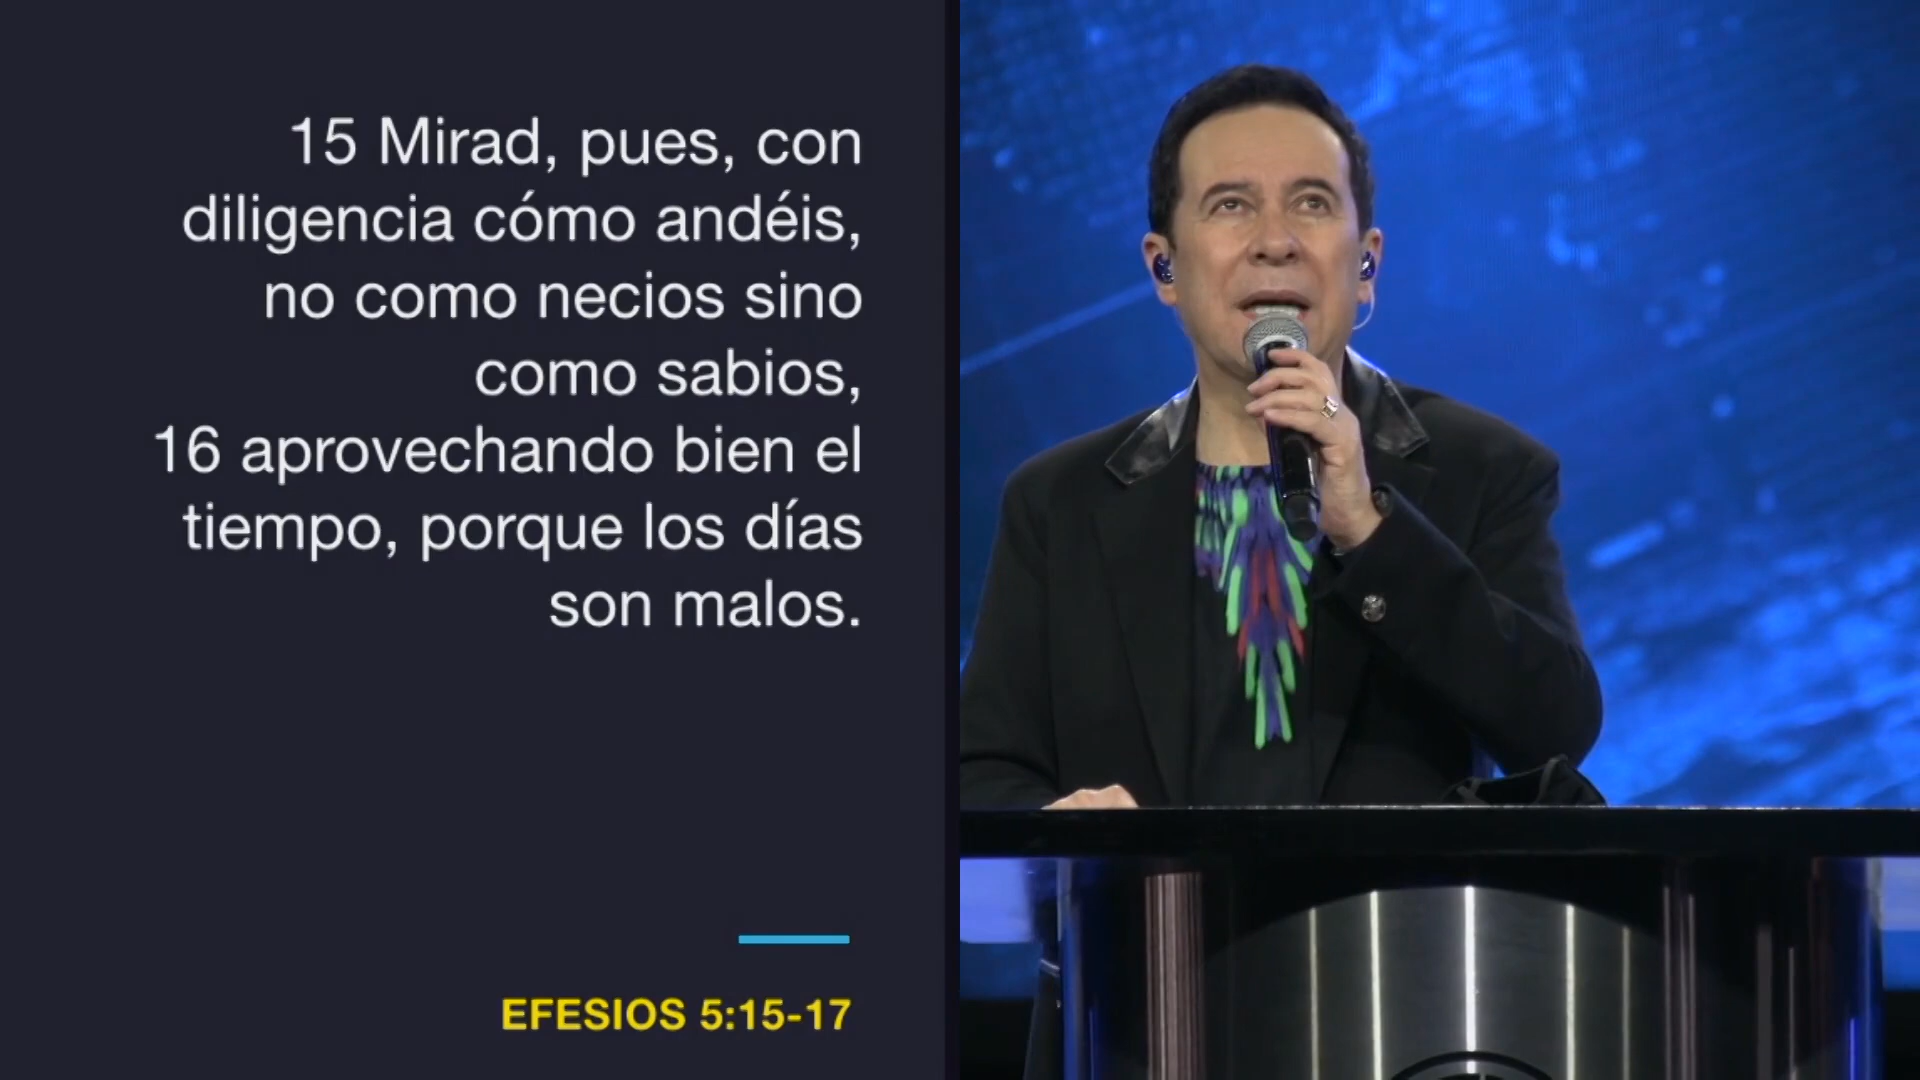 15 Mirad, pues, con
diligencia cómo andéis,
no como necios sino
como sabios,
16 aprovechando bien el
tiempo, porque los días
son malos.
EFESIOS 5:15-17